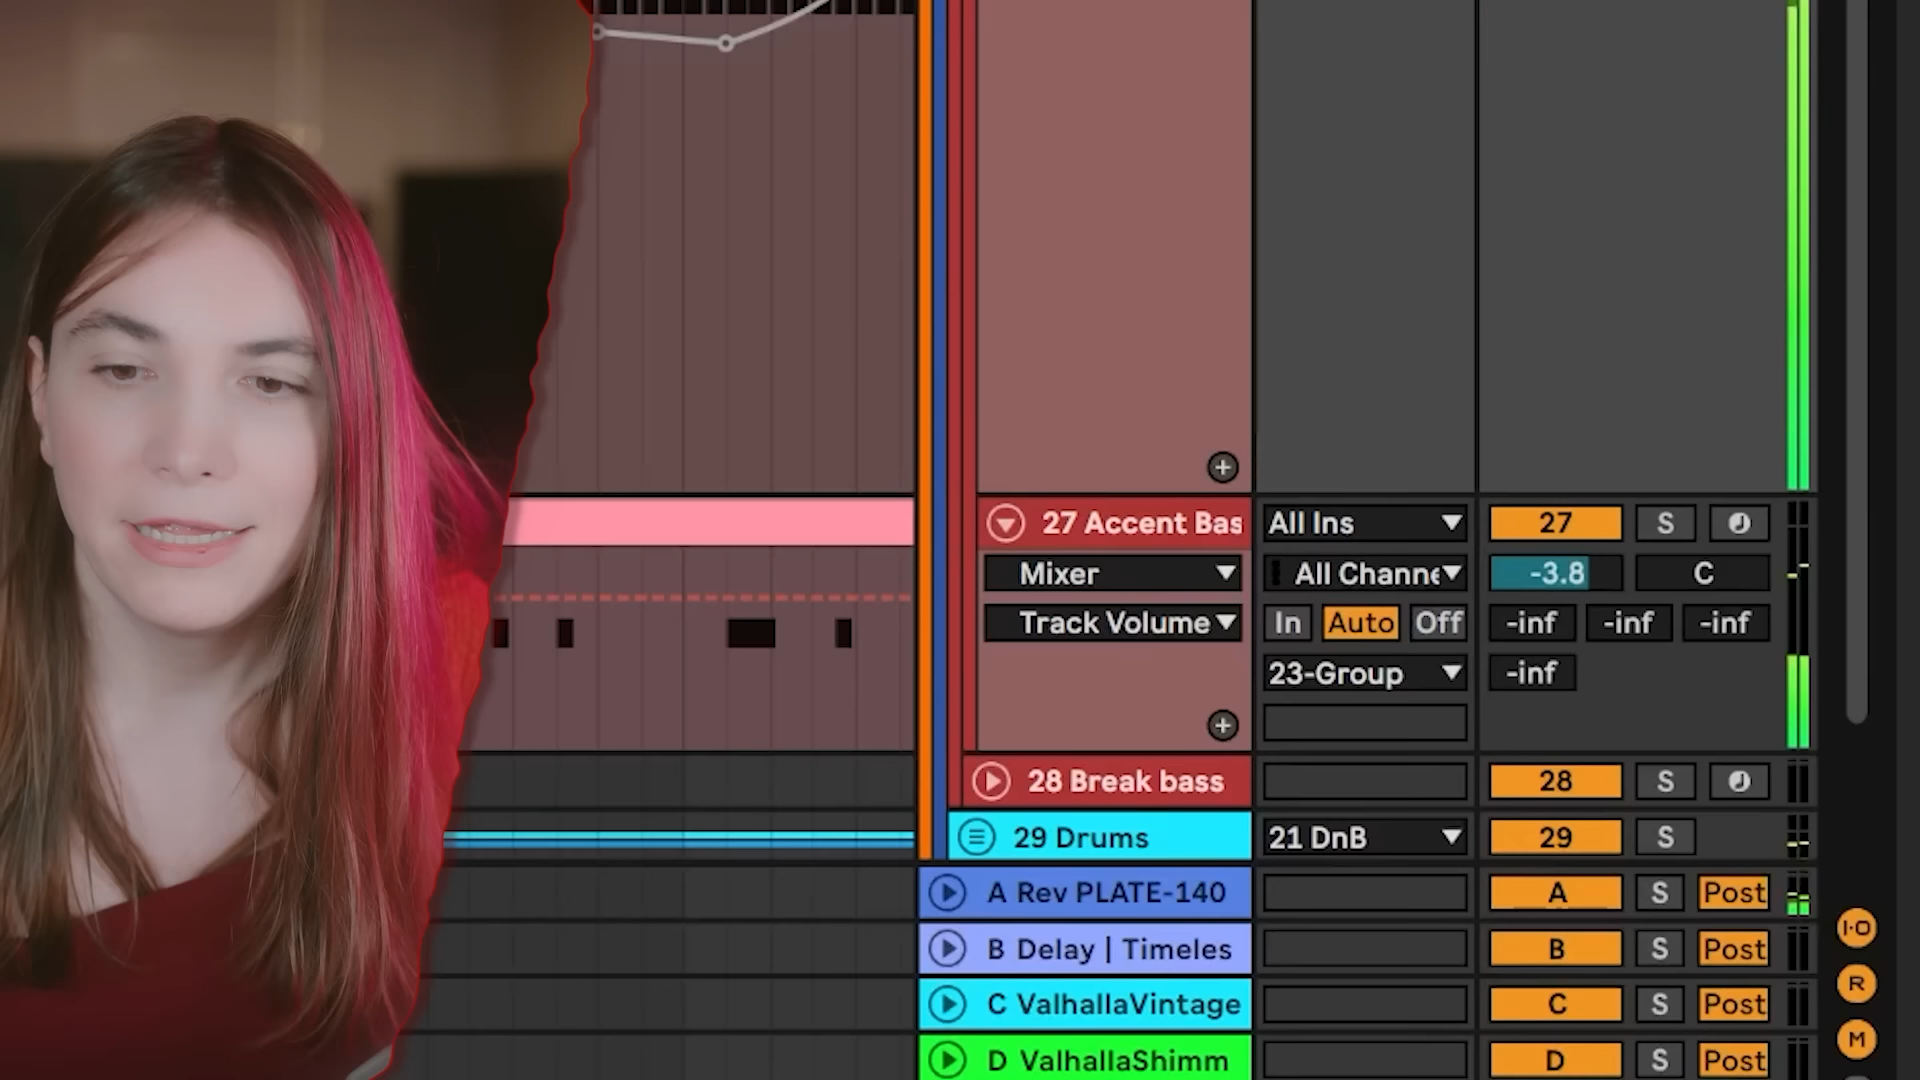 27 Accent Bas All Ins 27 S
Mixer All Channe -3.8 C
Track Volume In Auto Off -inf -inf -inf
23-Group -inf
28 Break bass 28 S
29 Drums 21 DnB 29 S
A Rev PLATE-140 A S Post
B Delay | Timeles B S Post
C ValhallaVintage C S Post
D ValhallaShimm D S Post
I·O
R
M